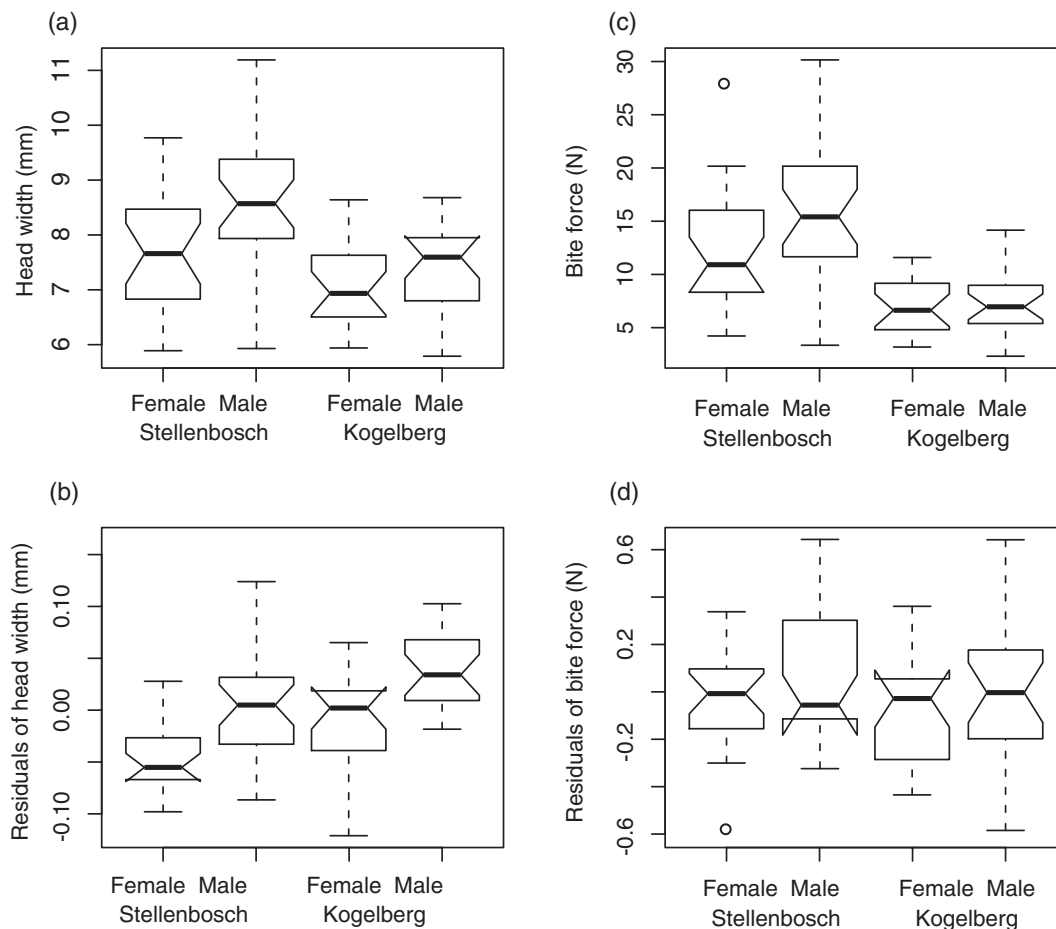 (a)
Head width (mm)
11
10
9
8
7
6
Female Male Female Male
Stellenbosch Kogelberg
(c)
Bite force (N)
30
25
20
15
10
5
Female Male Female Male
Stellenbosch Kogelberg
(b)
Residuals of head width (mm)
0.10
0.00
-0.10
Female Male Female Male
Stellenbosch Kogelberg
(d)
Residuals of bite force (N)
0.6
0.2
-0.2
-0.6
Female Male Female Male
Stellenbosch Kogelberg